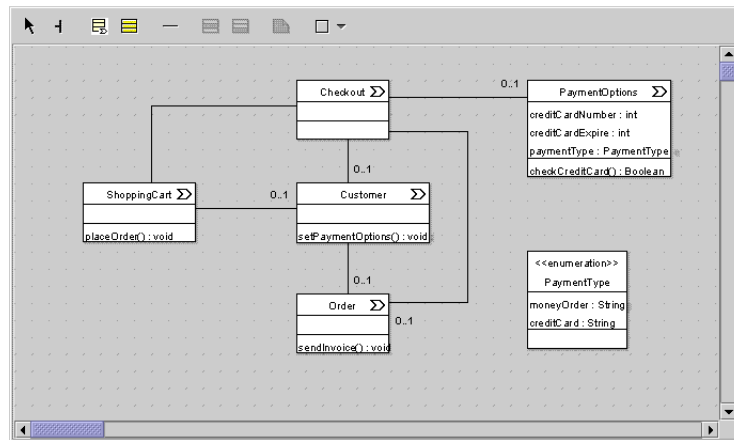 0..1
Checkout
PaymentOptions
creditCardNumber : int
creditCardExpire : int
paymentType : PaymentType
checkCreditCard() : Boolean
0..1
ShoppingCart
placeOrder() : void
0..1
Customer
setPaymentOptions() : void
0..1
Order
sendInvoice() : void
0..1
<<enumeration>>
PaymentType
moneyOrder : String
creditCard : String